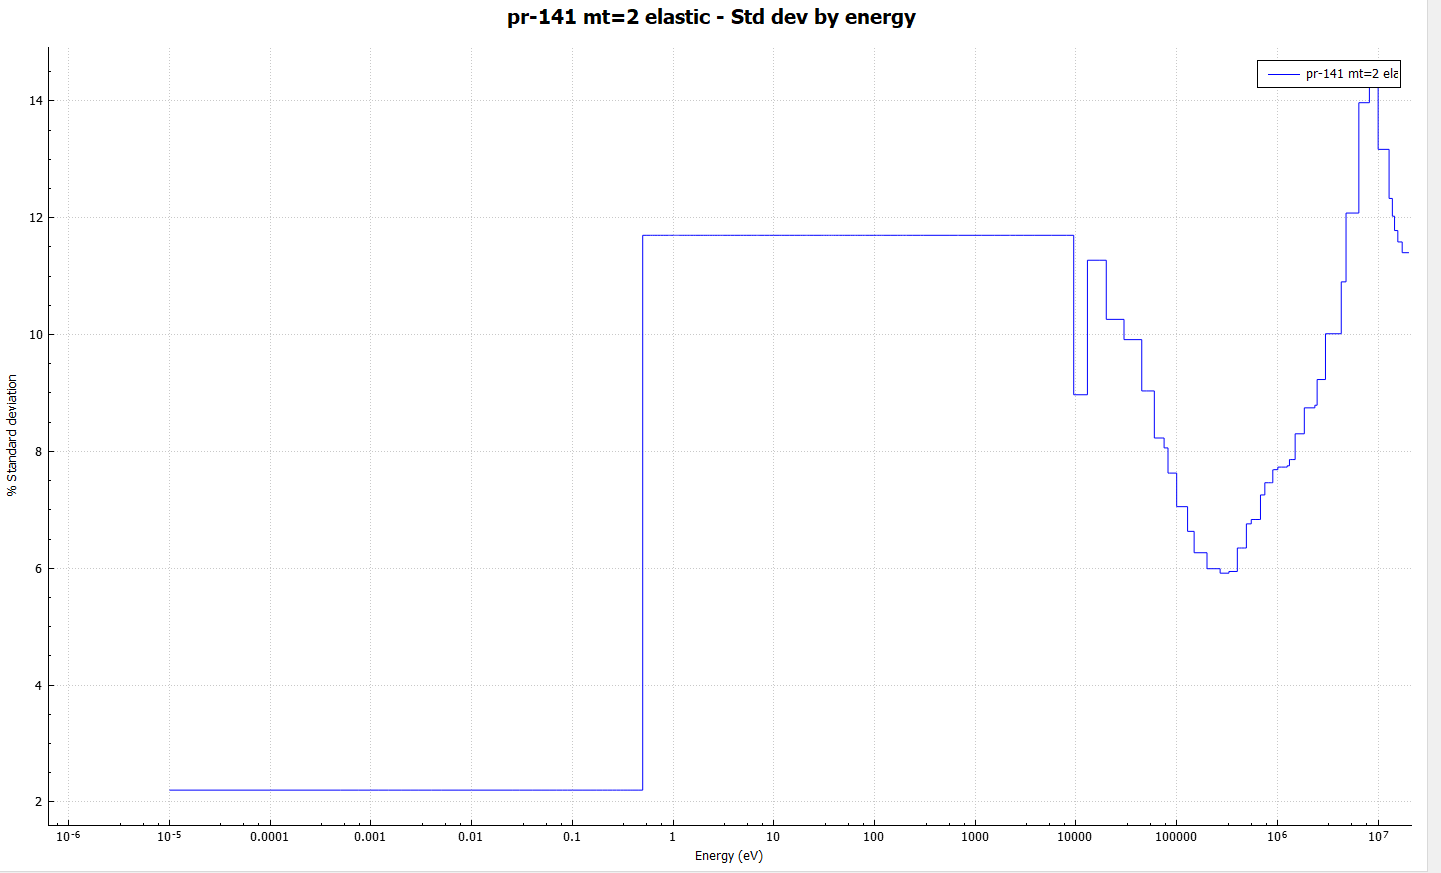 pr-141 mt=2 elastic - Std dev by energy
pr-141 mt=2 ela
14
12
10
8
6
4
2
% Standard deviation
10-6 10-5 0.0001 0.001 0.01 0.1 1 10 100 1000 10000 100000 106 107
Energy (eV)